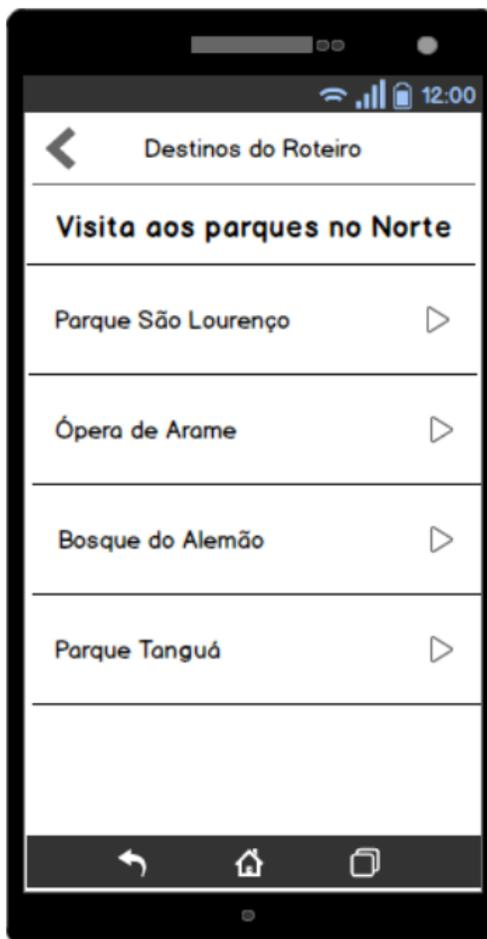 12:00
Destinos do Roteiro
Visita aos parques no Norte
Parque São Lourenço
Ópera de Arame
Bosque do Alemão
Parque Tanguá